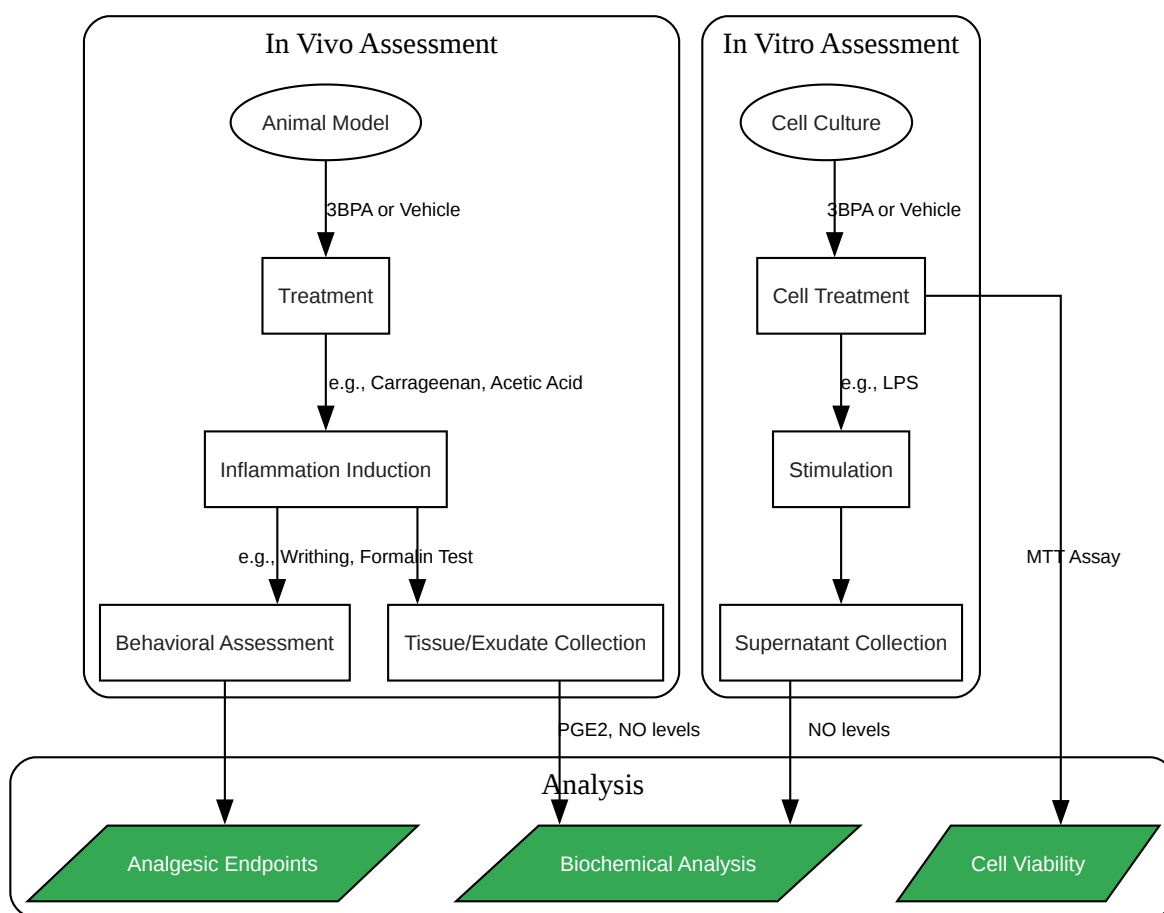 In Vivo Assessment
In Vitro Assessment
Animal Model
Cell Culture
3BPA or Vehicle
3BPA or Vehicle
Treatment
Cell Treatment
e.g., Carrageenan, Acetic Acid
e.g., LPS
Inflammation Induction
Stimulation
e.g., Writhing, Formalin Test
MTT Assay
Behavioral Assessment
Tissue/Exudate Collection
Supernatant Collection
PGE2, NO levels
NO levels
Analysis
Analgesic Endpoints
Biochemical Analysis
Cell Viability